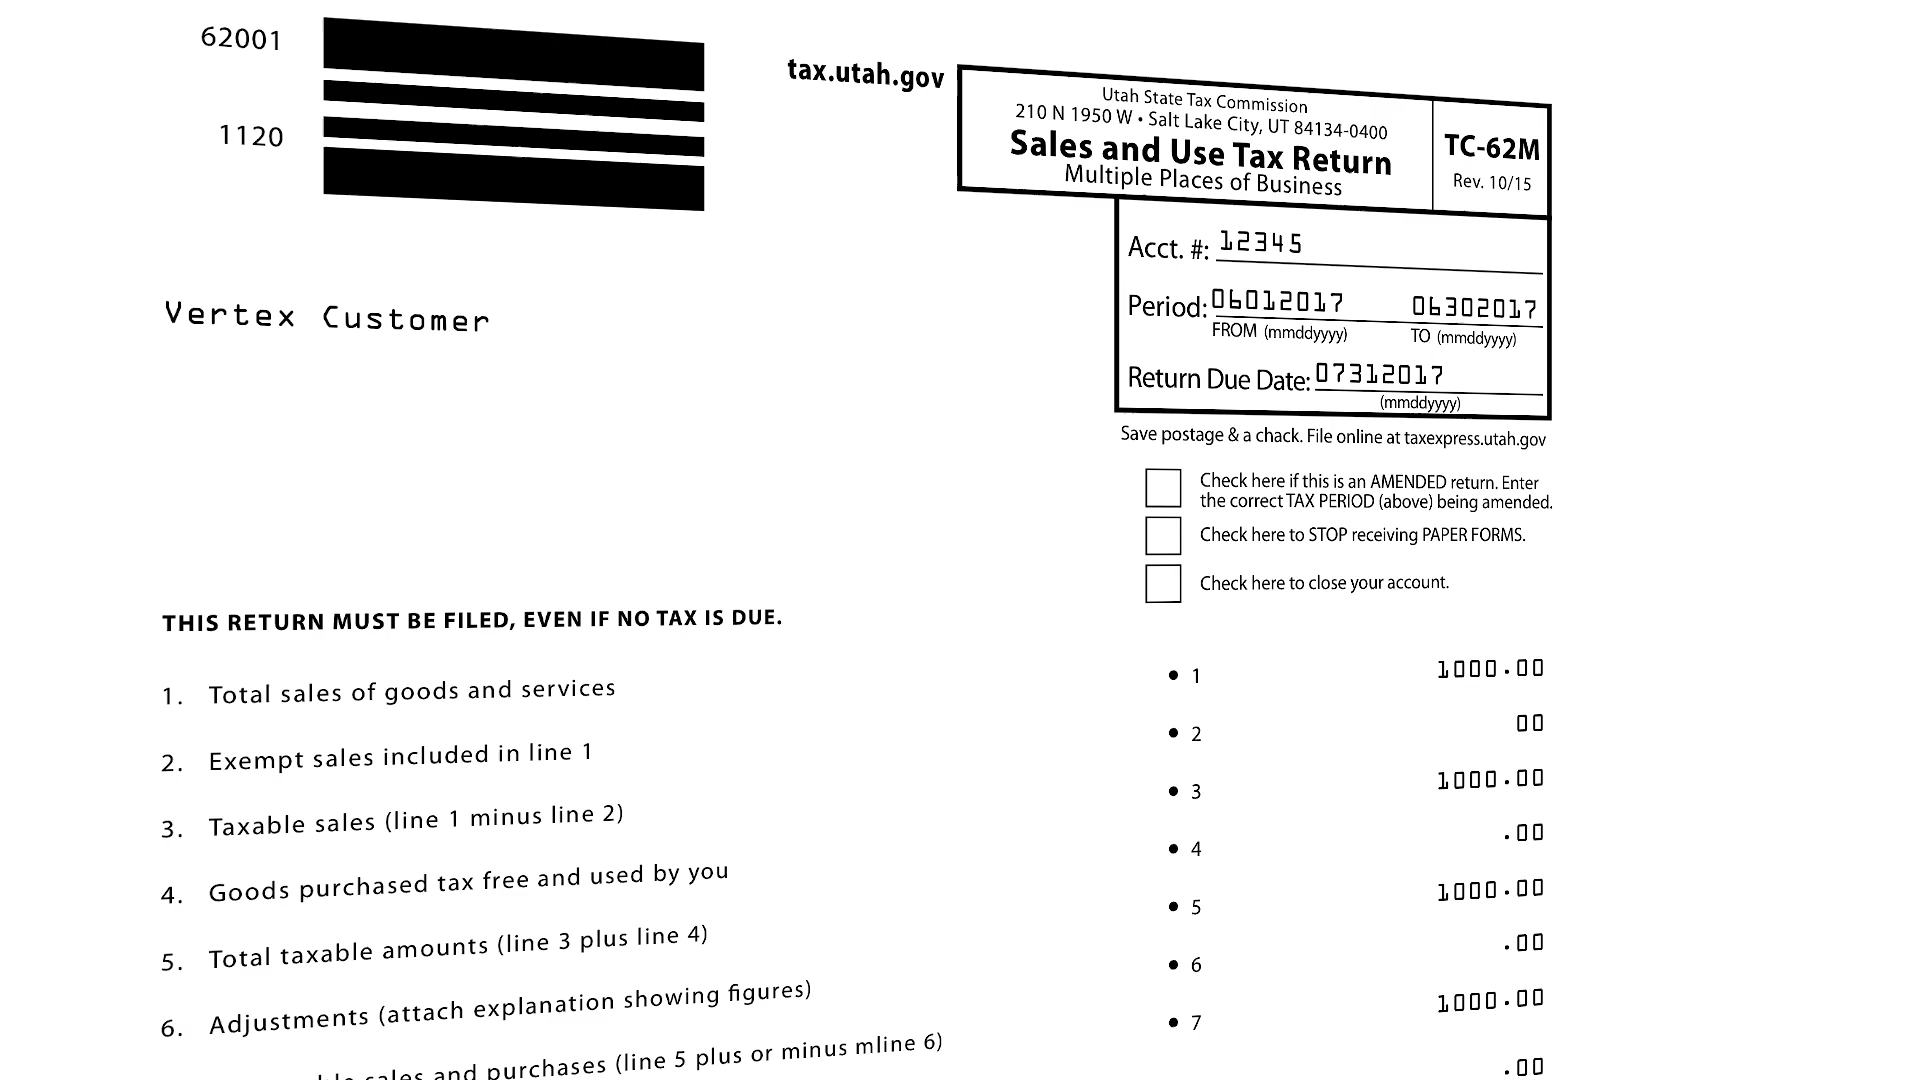 62001
1120
tax.utah.gov
Utah State Tax Commission
210 N 1950 W • Salt Lake City, UT 84134-0400
Sales and Use Tax Return
Multiple Places of Business
TC-62M
Rev. 10/15
Acct. #: 12345
Period: 06012017 06302017
FROM (mmddyyyy) TO (mmddyyyy)
Return Due Date: 07312017
(mmddyyyy)
Vertex Customer
Save postage & a chack. File online at taxexpress.utah.gov
Check here if this is an AMENDED return. Enter
the correct TAX PERIOD (above) being amended.
Check here to STOP receiving PAPER FORMS.
Check here to close your account.
THIS RETURN MUST BE FILED, EVEN IF NO TAX IS DUE.
1. Total sales of goods and services • 1 1000.00
2. Exempt sales included in line 1 • 2 00
3. Taxable sales (line 1 minus line 2) • 3 1000.00
4. Goods purchased tax free and used by you • 4 .00
5. Total taxable amounts (line 3 plus line 4) • 5 1000.00
6. Adjustments (attach explanation showing figures) • 6 .00
sales and purchases (line 5 plus or minus mline 6) • 7 1000.00
.00